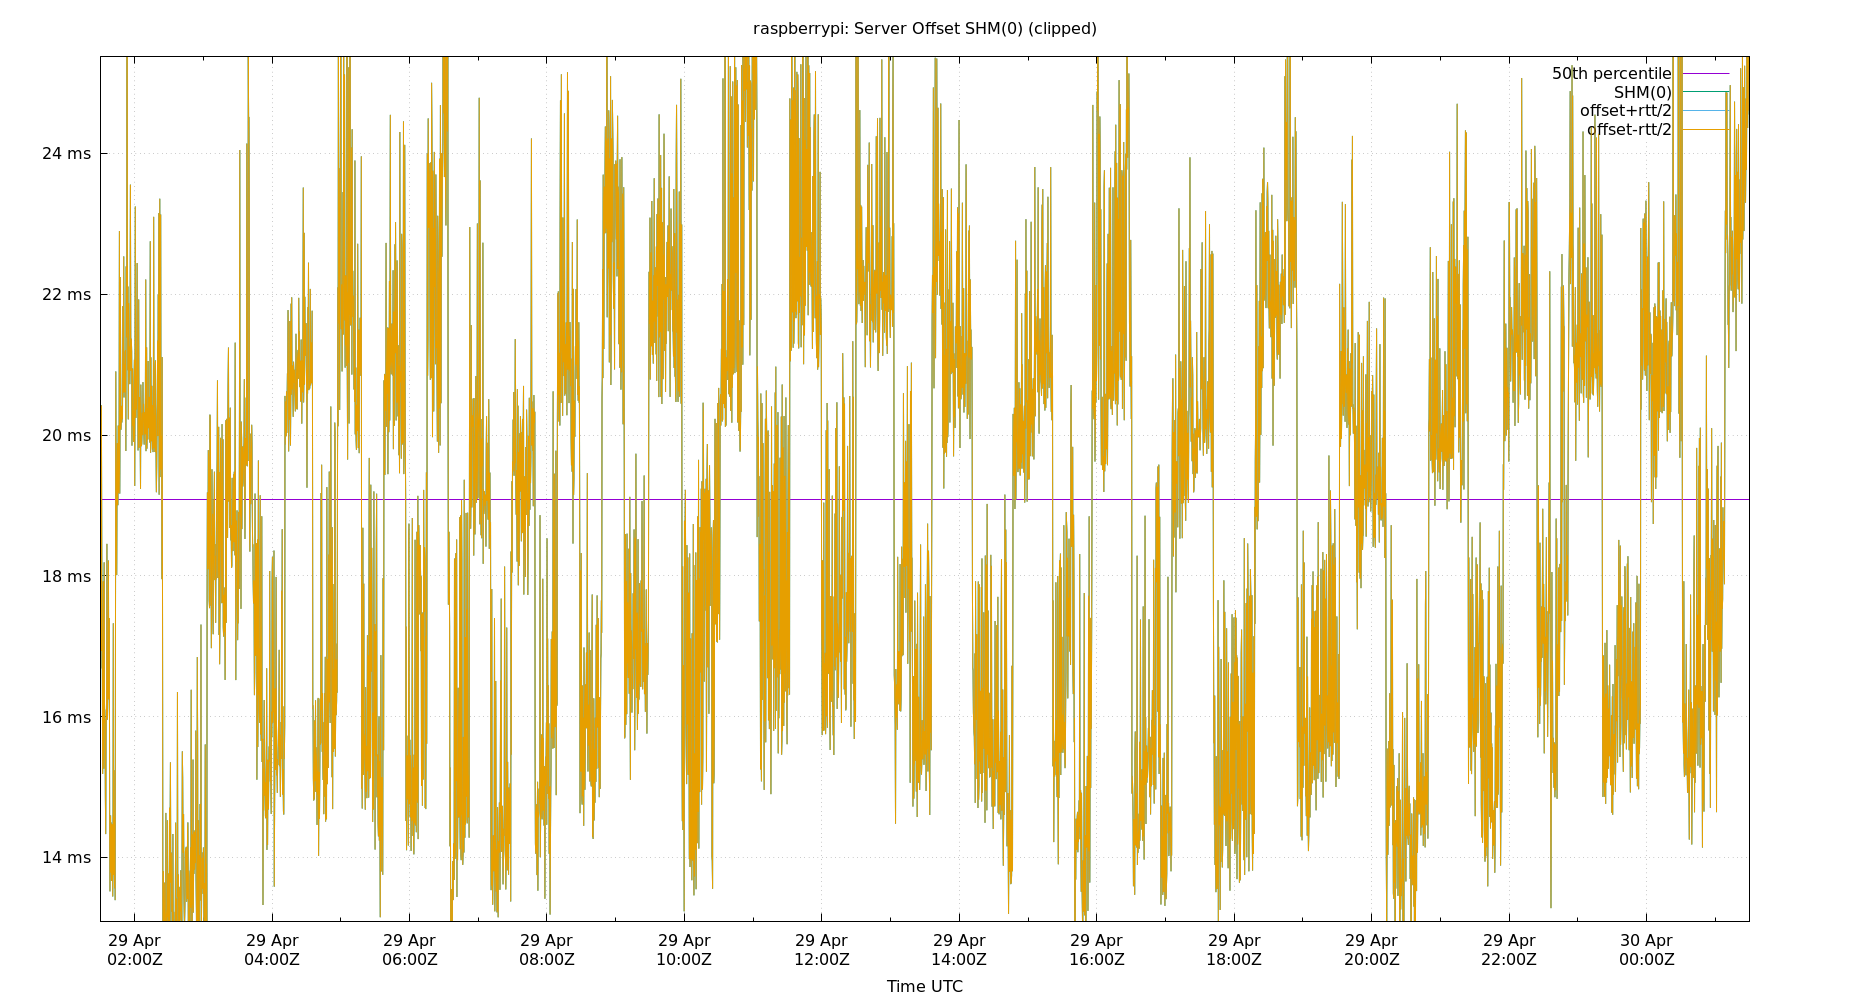 raspberrypi: Server Offset SHM(0) (clipped)
50th percentile
SHM(0)
offset+rtt/2
offset-rtt/2
24 ms
22 ms
20 ms
18 ms
16 ms
14 ms
29 Apr 29 Apr 29 Apr 29 Apr 29 Apr 29 Apr 29 Apr 29 Apr 29 Apr 29 Apr 29 Apr 30 Apr
02:00Z 04:00Z 06:00Z 08:00Z 10:00Z 12:00Z 14:00Z 16:00Z 18:00Z 20:00Z 22:00Z 00:00Z
Time UTC